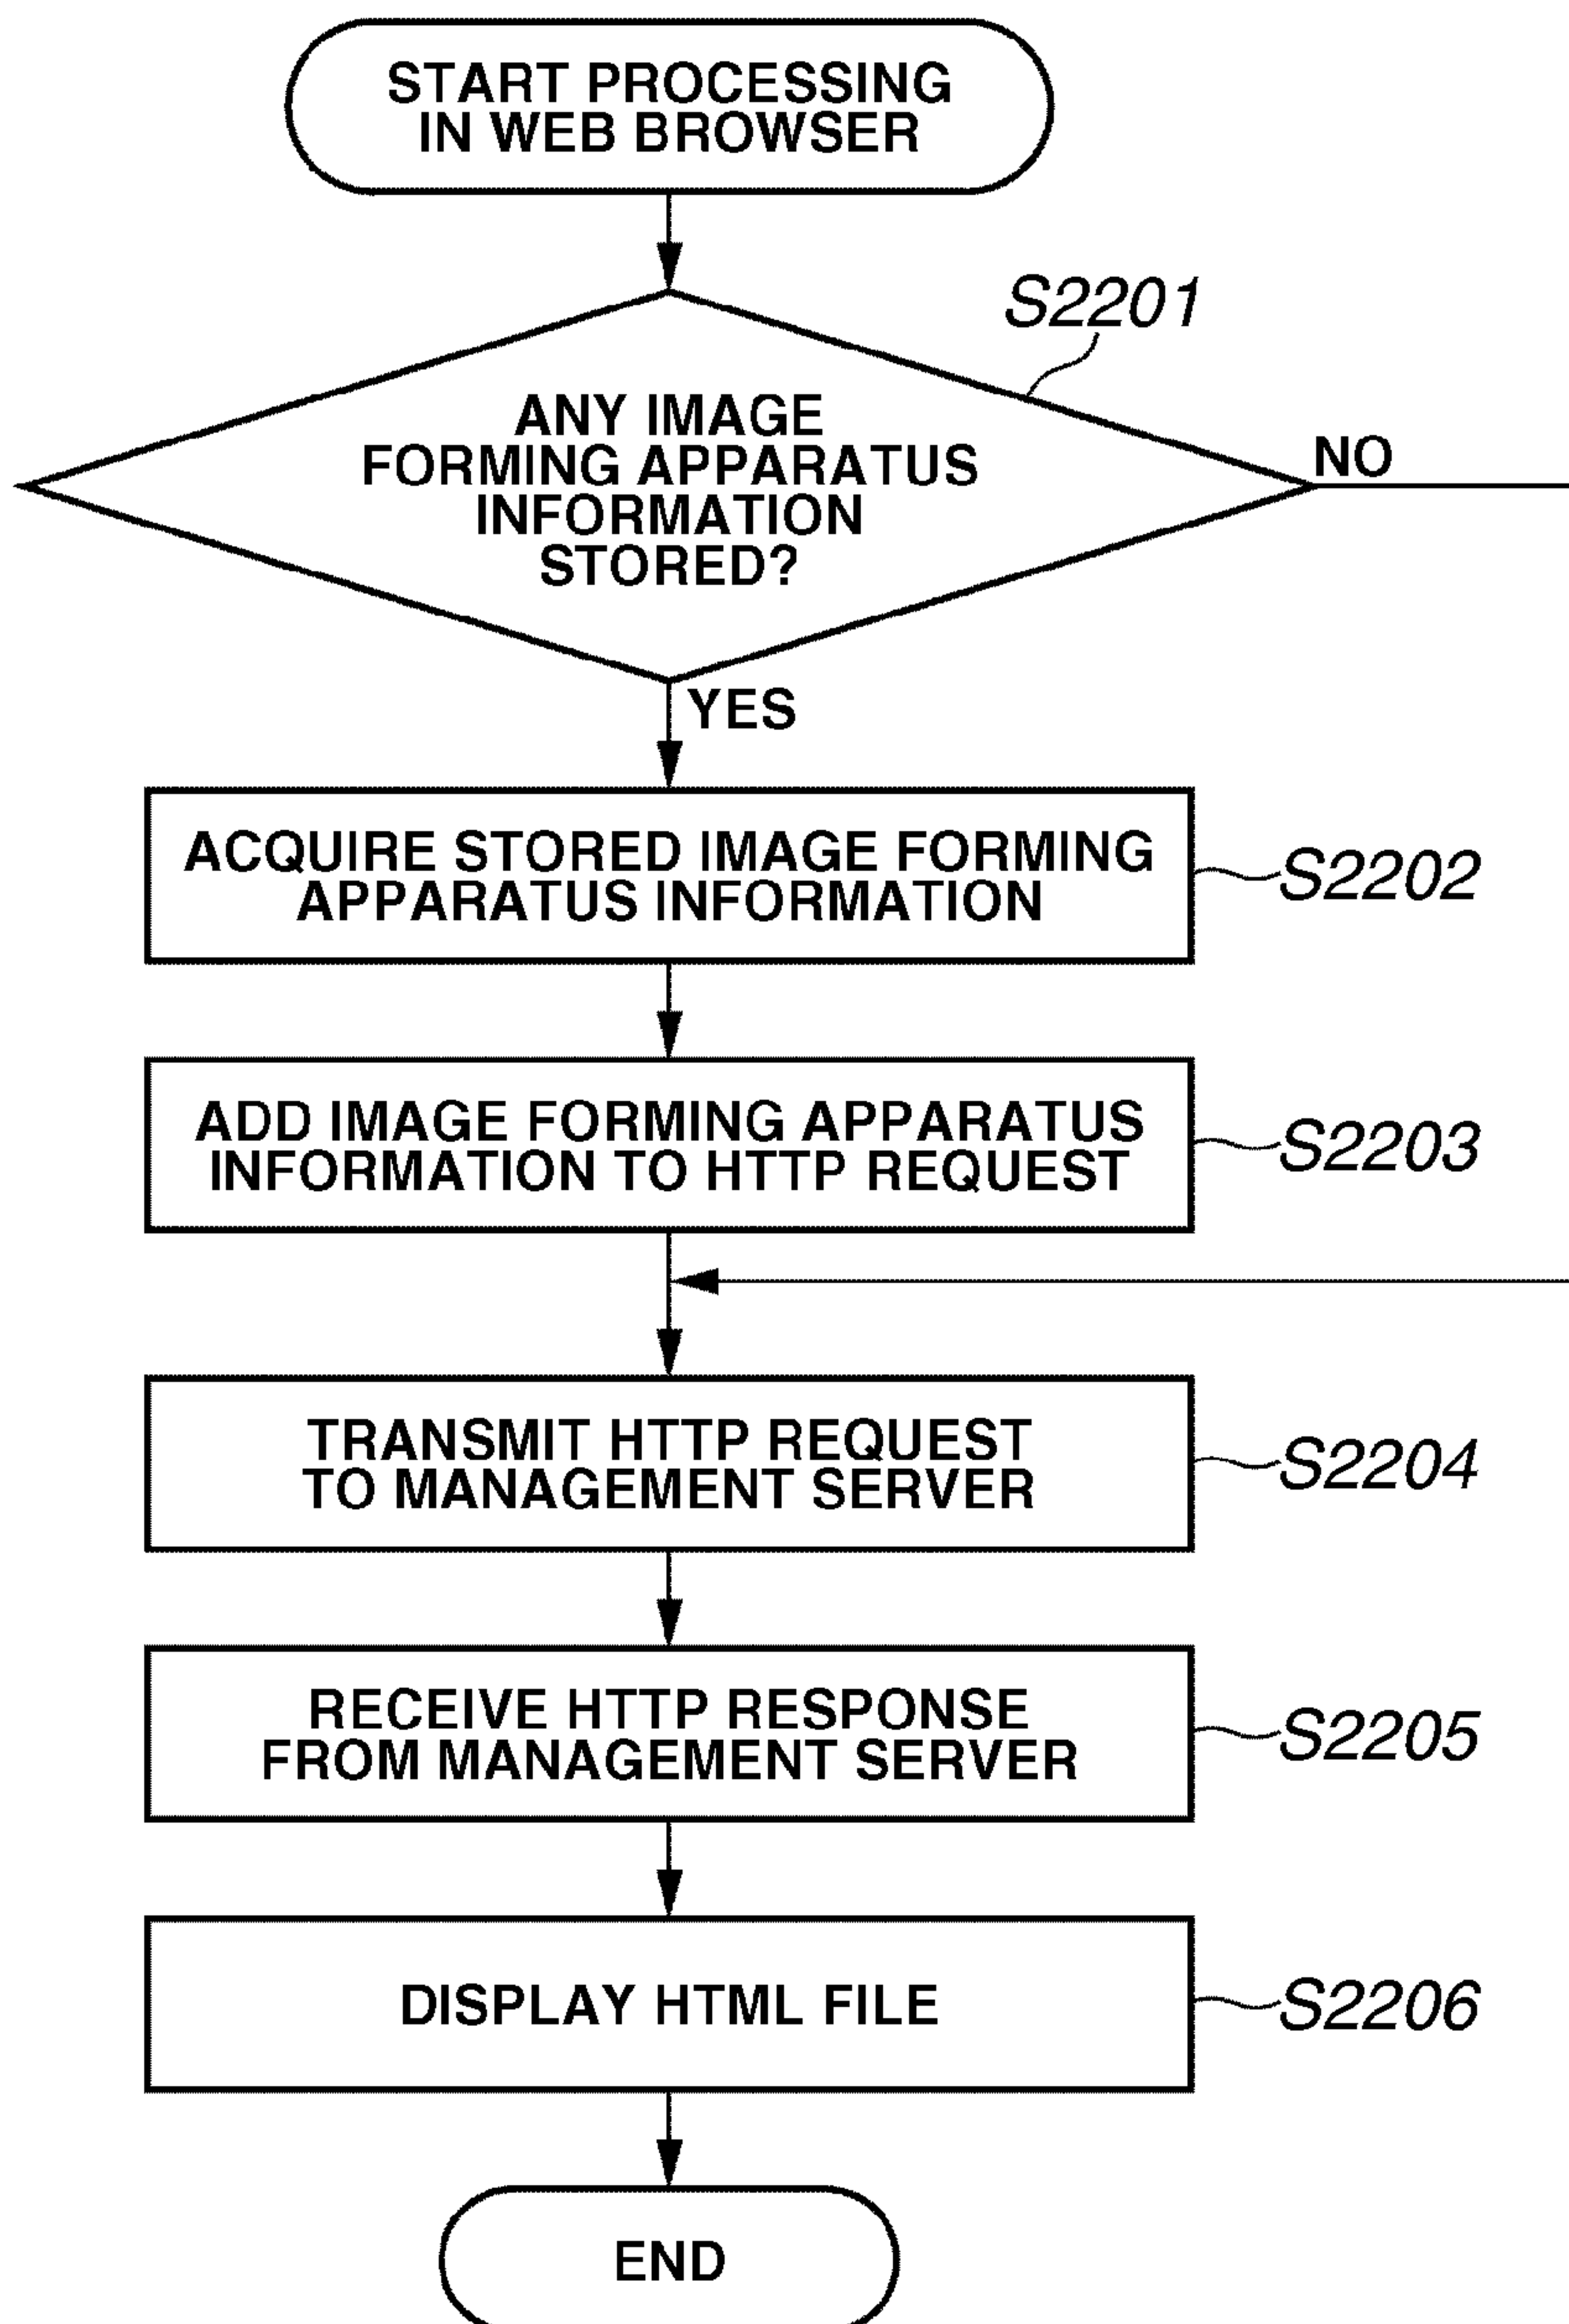 START PROCESSING
IN WEB BROWSER
S2201
ANY IMAGE
FORMING APPARATUS
INFORMATION
STORED?
NO
YES
ACQUIRE STORED IMAGE FORMING
APPARATUS INFORMATION
S2202
ADD IMAGE FORMING APPARATUS
INFORMATION TO HTTP REQUEST
S2203
TRANSMIT HTTP REQUEST
TO MANAGEMENT SERVER
S2204
RECEIVE HTTP RESPONSE
FROM MANAGEMENT SERVER
S2205
DISPLAY HTML FILE
S2206
END